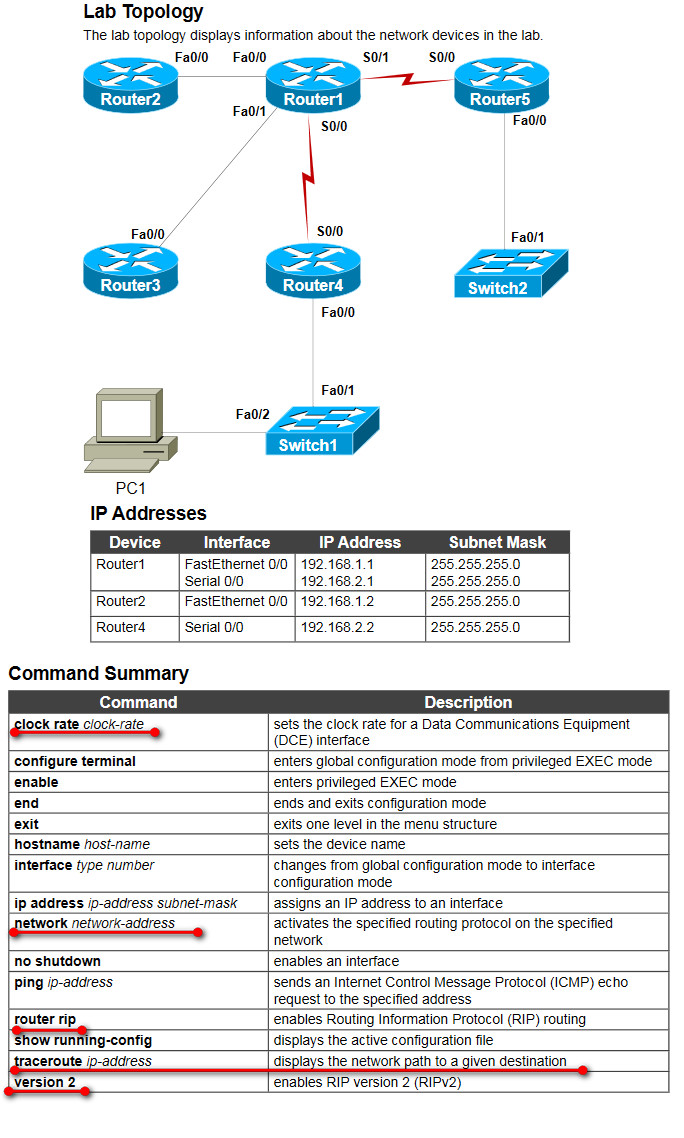 Lab Topology
The lab topology displays information about the network devices in the lab.
Fa0/0 Fa0/0 S0/1 S0/0
Router2 Router1 Router5
Fa0/1 S0/0 Fa0/0
Fa0/0 S0/0 Fa0/1
Router3 Router4 Switch2
Fa0/0
Fa0/1
Fa0/2
Switch1
PC1
IP Addresses
Device Interface IP Address Subnet Mask
Router1 FastEthernet 0/0 192.168.1.1 255.255.255.0
Serial 0/0 192.168.2.1 255.255.255.0
Router2 FastEthernet 0/0 192.168.1.2 255.255.255.0
Router4 Serial 0/0 192.168.2.2 255.255.255.0
Command Summary
Command Description
clock rate clock-rate sets the clock rate for a Data Communications Equipment
(DCE) interface
configure terminal enters global configuration mode from privileged EXEC mode
enable enters privileged EXEC mode
end ends and exits configuration mode
exit exits one level in the menu structure
hostname host-name sets the device name
interface type number changes from global configuration mode to interface
configuration mode
ip address ip-address subnet-mask assigns an IP address to an interface
network network-address activates the specified routing protocol on the specified
network
no shutdown enables an interface
ping ip-address sends an Internet Control Message Protocol (ICMP) echo
request to the specified address
router rip enables Routing Information Protocol (RIP) routing
show running-config displays the active configuration file
traceroute ip-address displays the network path to a given destination
version 2 enables RIP version 2 (RIPv2)